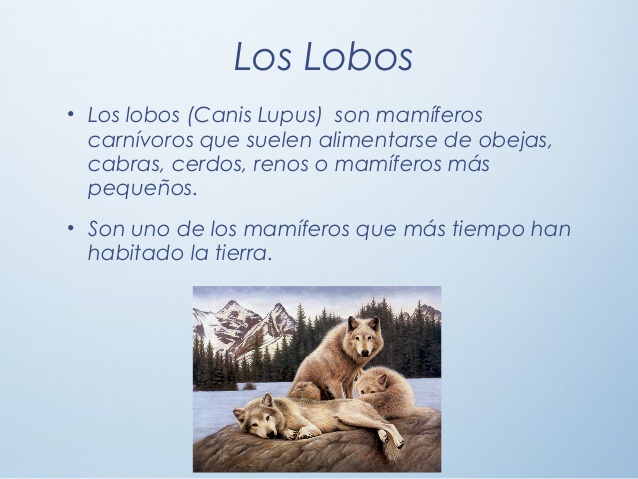 Los Lobos
• Los lobos (Canis Lupus)  son mamíferos
carnívoros que suelen alimentarse de obejas,
cabras, cerdos, renos o mamíferos más
pequeños.
• Son uno de los mamíferos que más tiempo han
habitado la tierra.